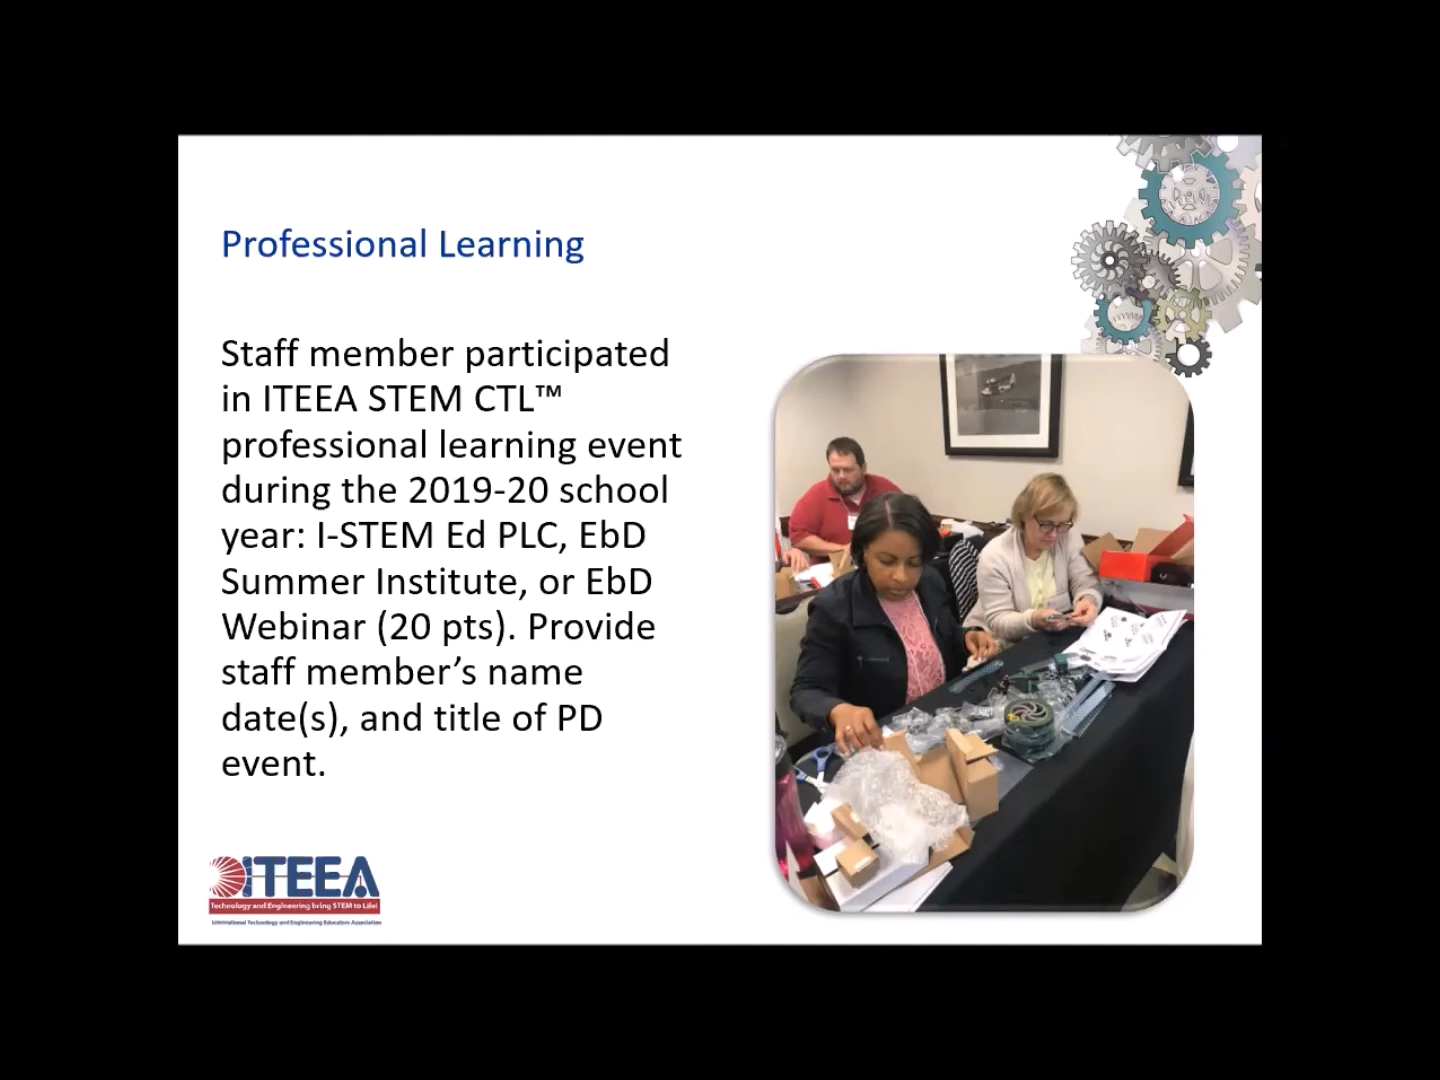 Professional Learning
Staff member participated
in ITEEA STEM CTL™
professional learning event
during the 2019-20 school
year: I-STEM Ed PLC, EbD
Summer Institute, or EbD
Webinar (20 pts). Provide
staff member’s name
date(s), and title of PD
event.
ITEEA
Technology and Engineering bring STEM to Life!
International Technology and Engineering Educators Association